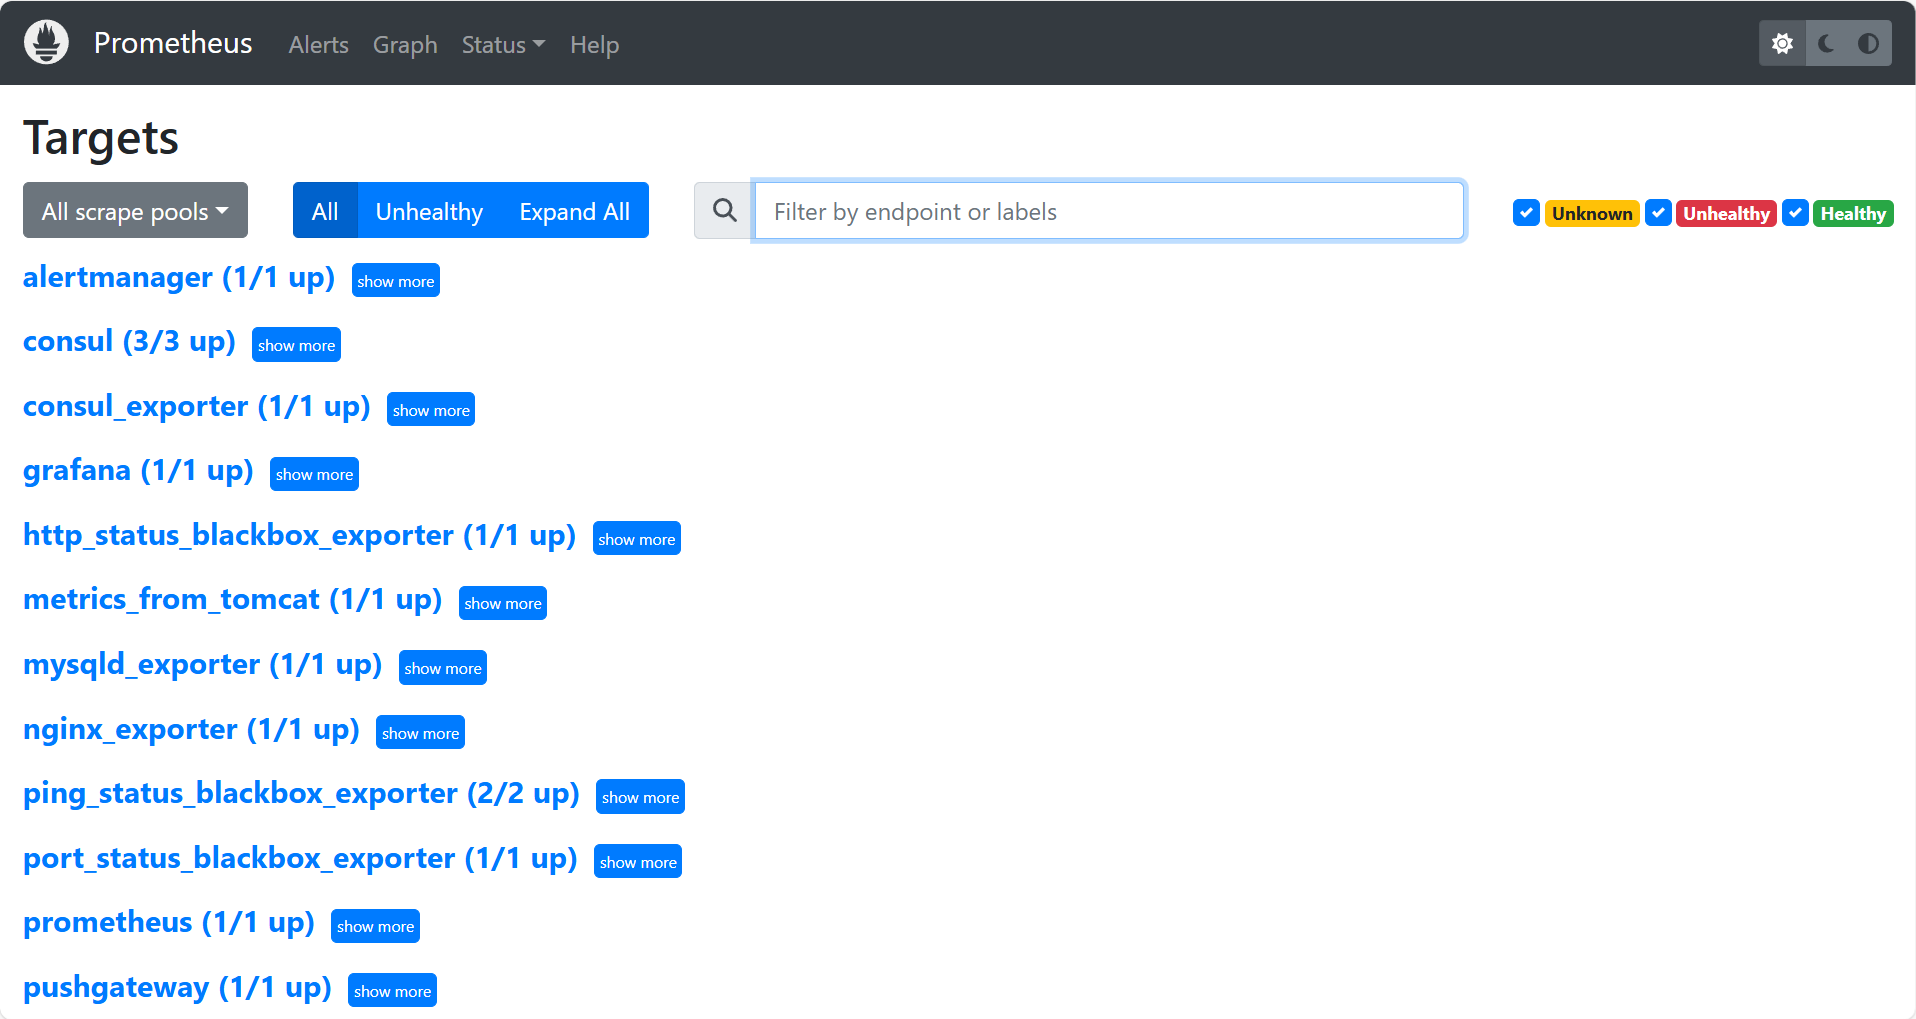 Prometheus Alerts Graph Status Help
Targets
All scrape pools All Unhealthy Expand All Filter by endpoint or labels Unknown Unhealthy Healthy
alertmanager (1/1 up) show more
consul (3/3 up) show more
consul_exporter (1/1 up) show more
grafana (1/1 up) show more
http_status_blackbox_exporter (1/1 up) show more
metrics_from_tomcat (1/1 up) show more
mysqld_exporter (1/1 up) show more
nginx_exporter (1/1 up) show more
ping_status_blackbox_exporter (2/2 up) show more
port_status_blackbox_exporter (1/1 up) show more
prometheus (1/1 up) show more
pushgateway (1/1 up) show more